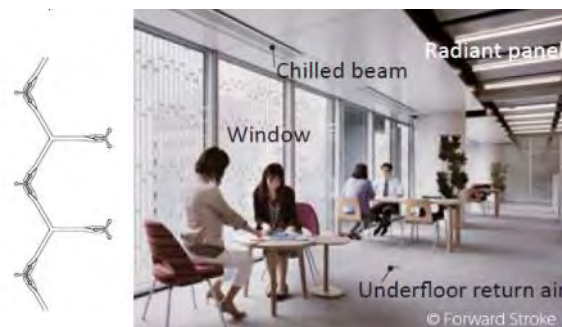 Radiant panel
Chilled beam
Window
Underfloor return air
© Forward Stroke